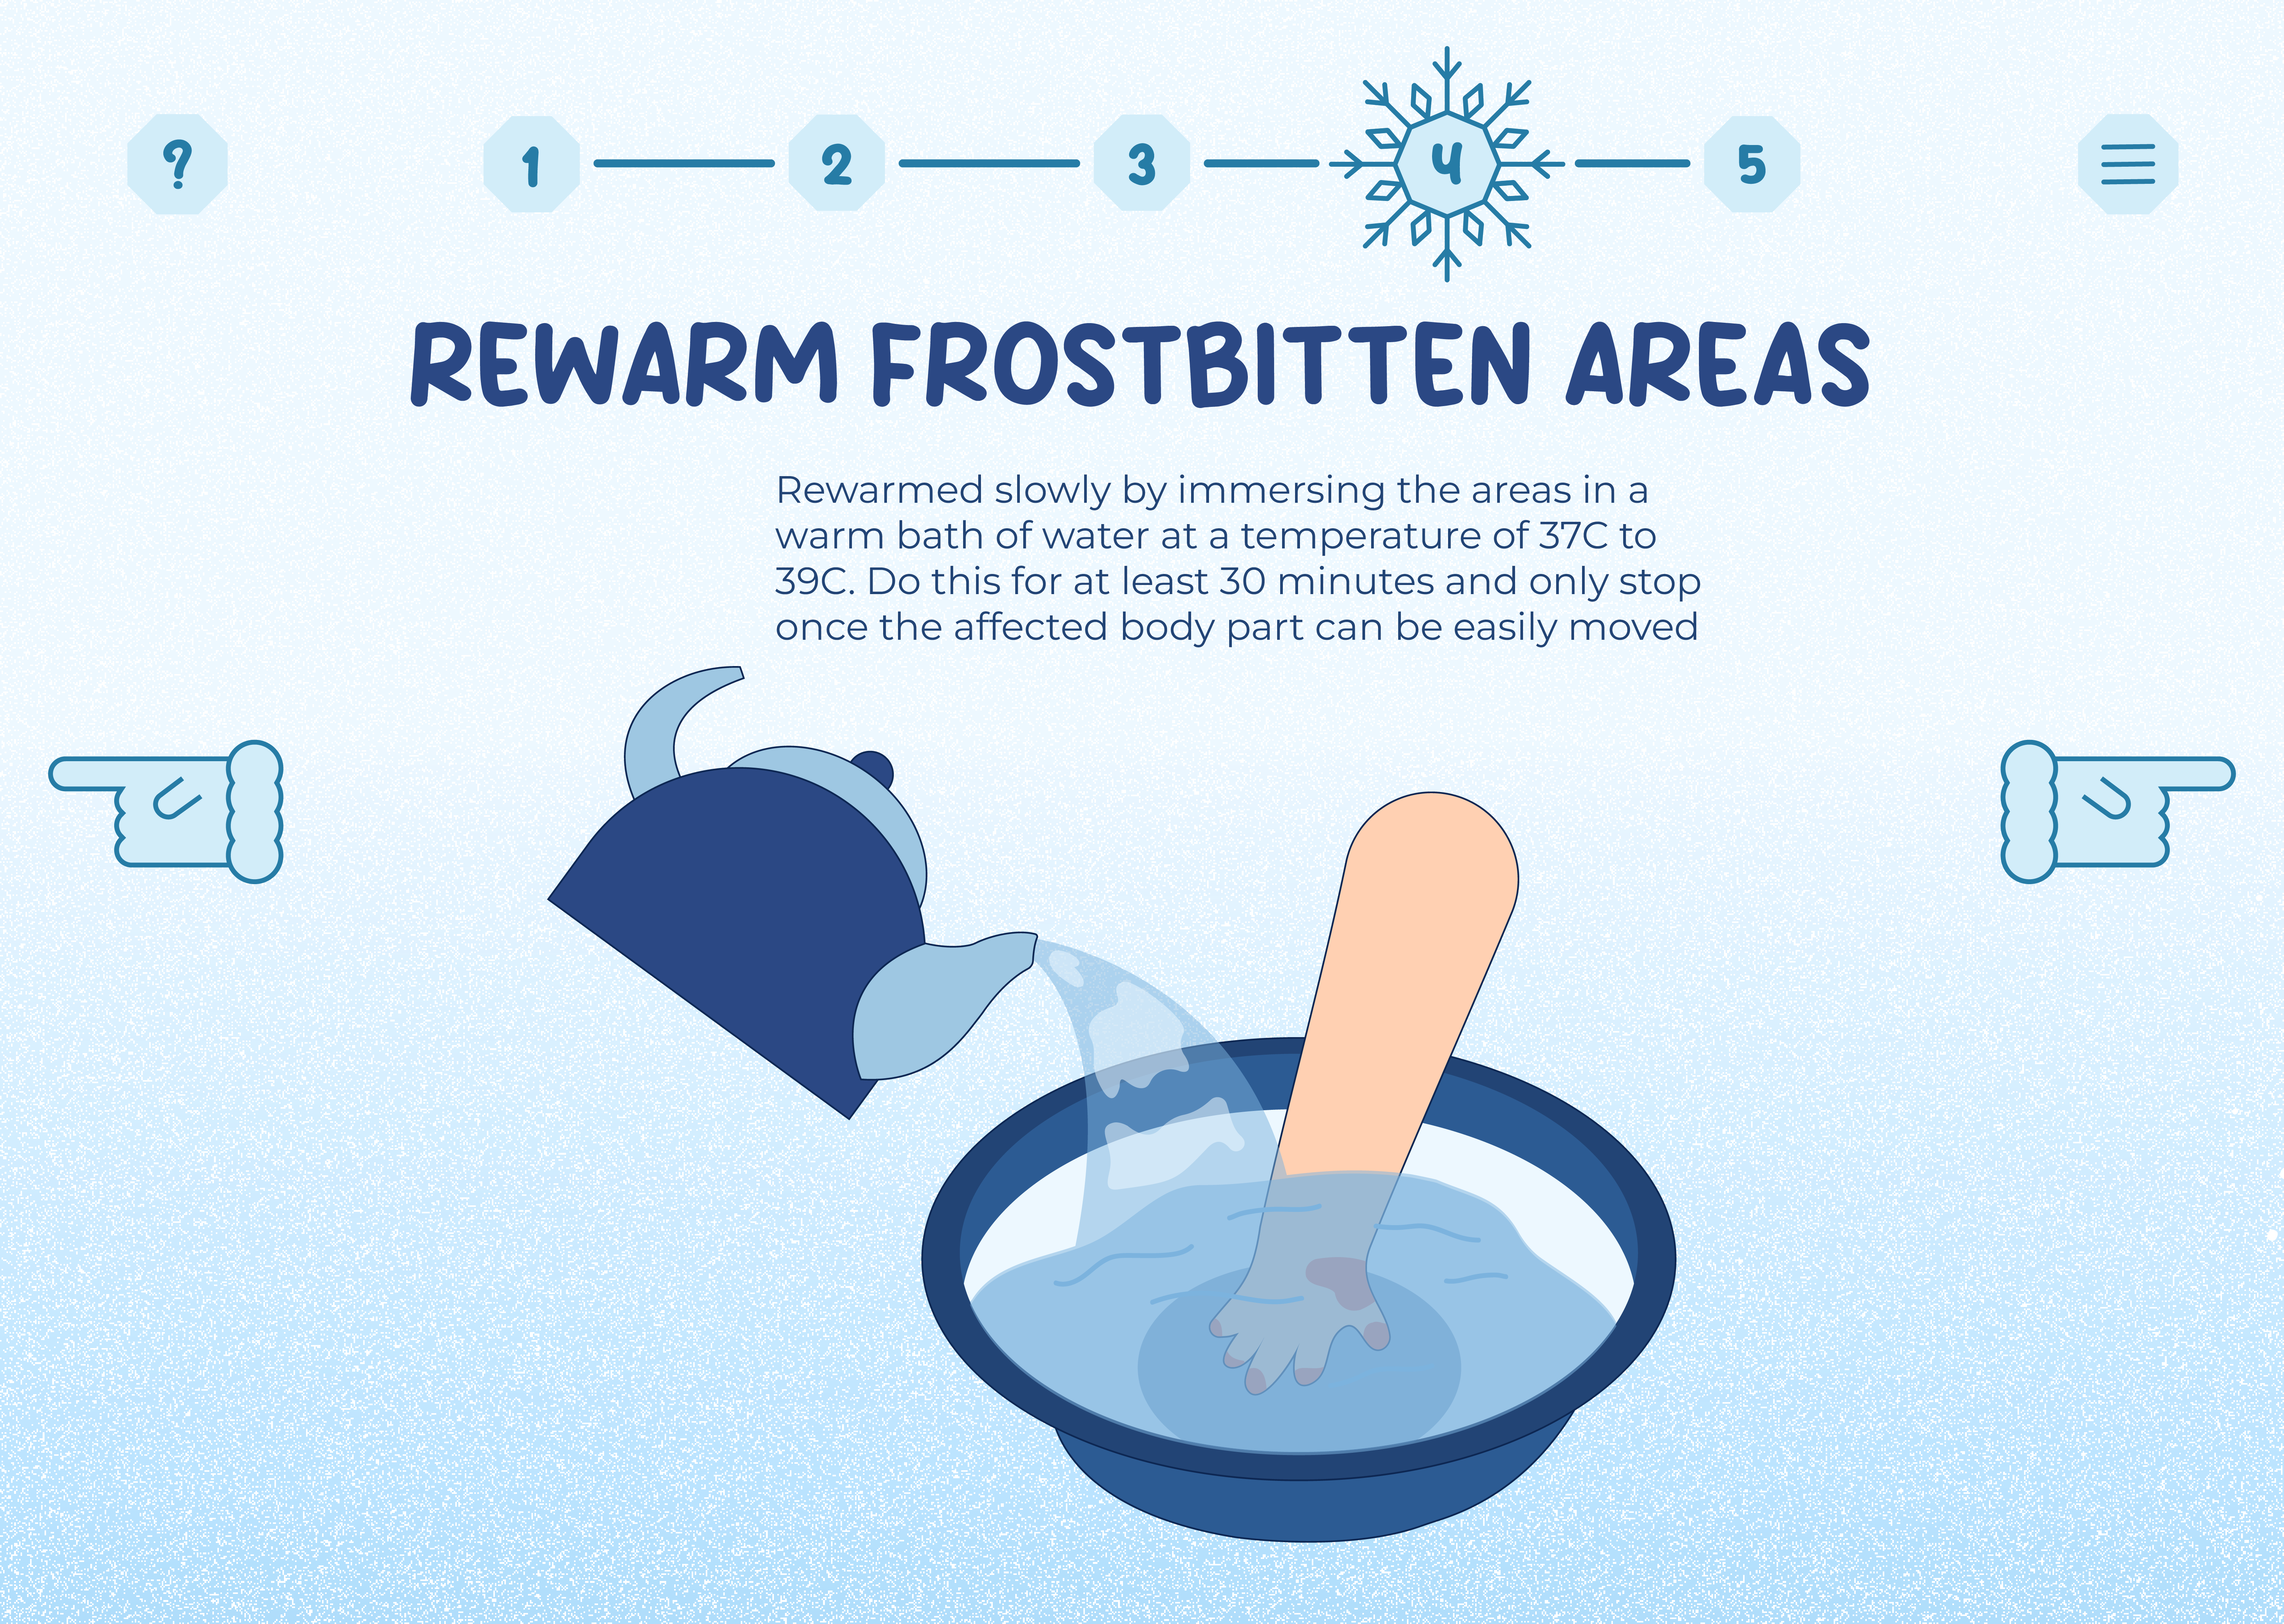 ?
1
2
3
4
5
REWARM FROSTBITTEN AREAS
Rewarmed slowly by immersing the areas in a
warm bath of water at a temperature of 37C to
39C. Do this for at least 30 minutes and only stop
once the affected body part can be easily moved